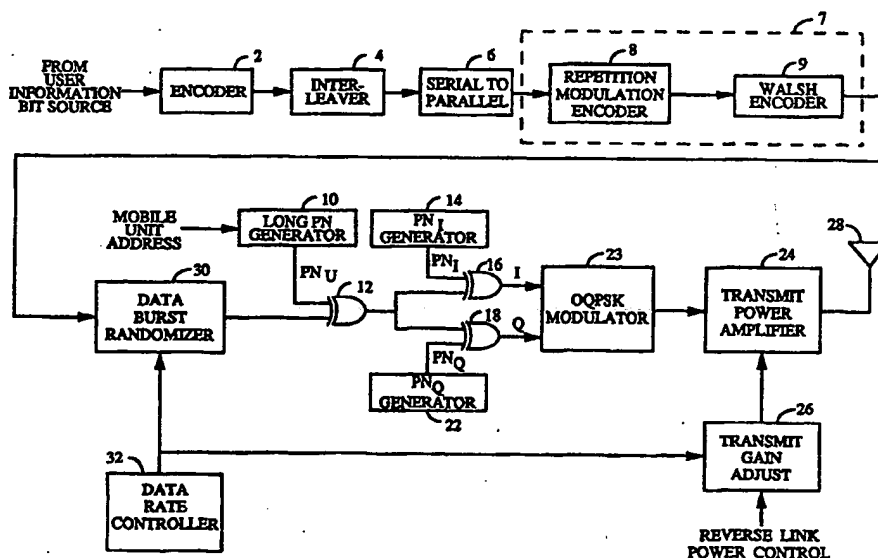 7
2
4
6
8
9
FROM
USER
INFORMATION
BIT SOURCE
ENCODER
INTER-
LEAVER
SERIAL TO
PARALLEL
REPETITION
MODULATION
ENCODER
WALSH
ENCODER
MOBILE
UNIT
ADDRESS
10
LONG PN
GENERATOR
14
PN I
GENERATOR
PN U
PN I
16
I
23
OQPSK
MODULATOR
24
TRANSMIT
POWER
AMPLIFIER
28
30
DATA
BURST
RANDOMIZER
12
18
Q
PN Q
PN Q
GENERATOR
22
26
TRANSMIT
GAIN
ADJUST
32
DATA
RATE
CONTROLLER
REVERSE LINK
POWER CONTROL